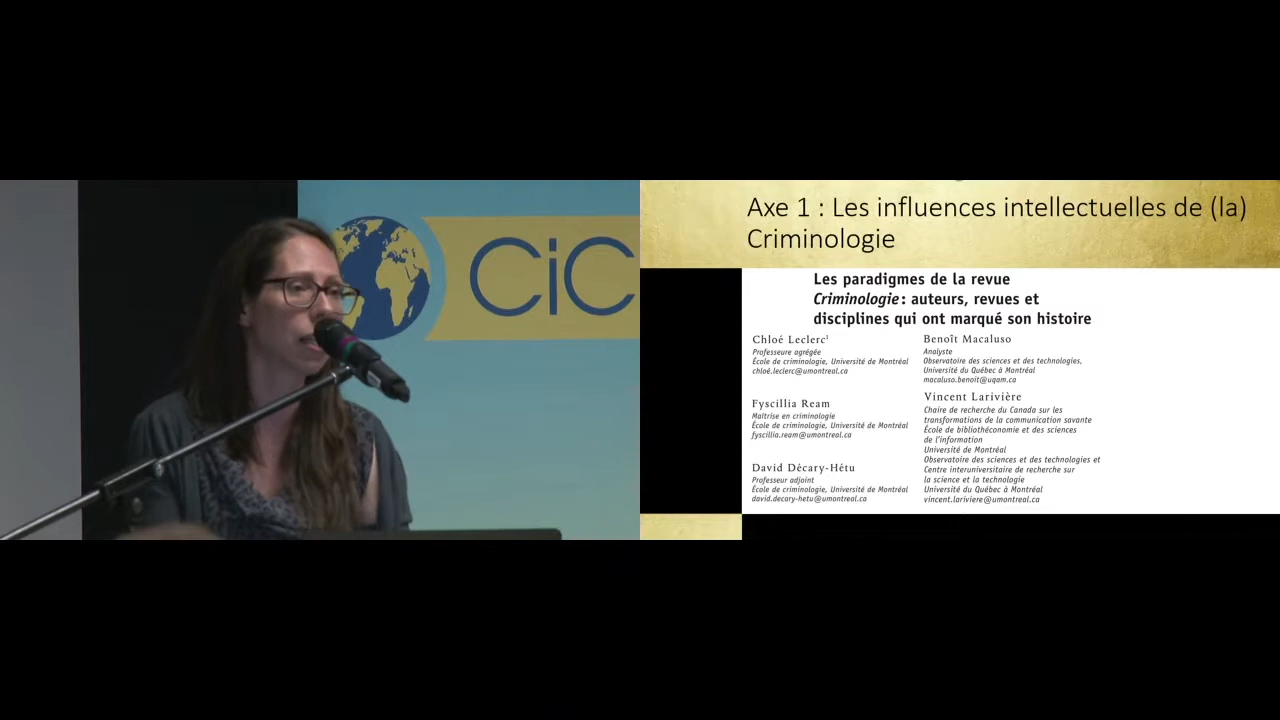 CiC
Axe 1 : Les influences intellectuelles de (la)
Criminologie
Les paradigmes de la revue
Criminologie : auteurs, revues et
disciplines qui ont marqué son histoire
Chloé Leclerc¹
Professeure agrégée
École de criminologie, Université de Montréal
chloé.leclerc@umontreal.ca
Fyscillia Ream
Maîtrise en criminologie
École de criminologie, Université de Montréal
fyscillia.ream@umontreal.ca
David Décary-Hétu
Professeur adjoint
École de criminologie, Université de Montréal
david.decary-hetu@umontreal.ca
Benoît Macaluso
Analyste
Observatoire des sciences et des technologies,
Université du Québec à Montréal
macaluso.benoit@uqam.ca
Vincent Larivière
Chaire de recherche du Canada sur les
transformations de la communication savante
École de bibliothéconomie et des sciences
de l'information
Université de Montréal
Observatoire des sciences et des technologies et
Centre interuniversitaire de recherche sur
la science et la technologie
Université du Québec à Montréal
vincent.lariviere@umontreal.ca